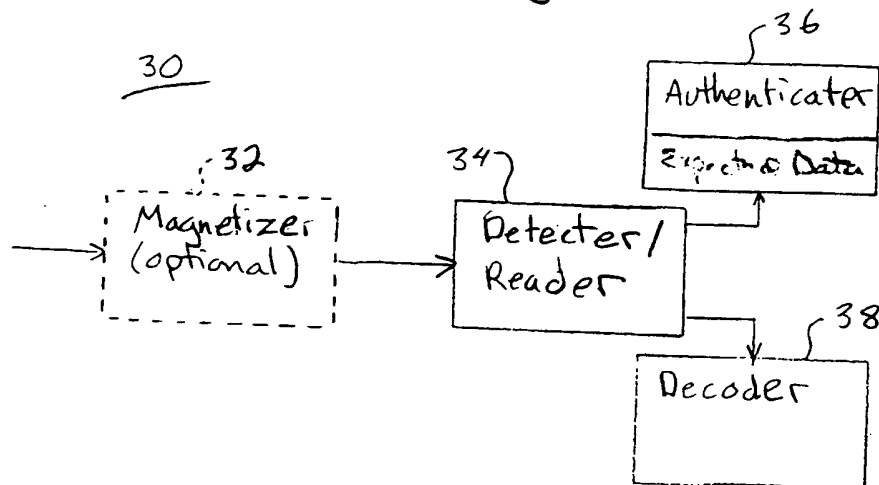 36
30
Authenticater
Data
32
34
Magnetizer
(optional)
Detecter/
Reader
38
Decoder